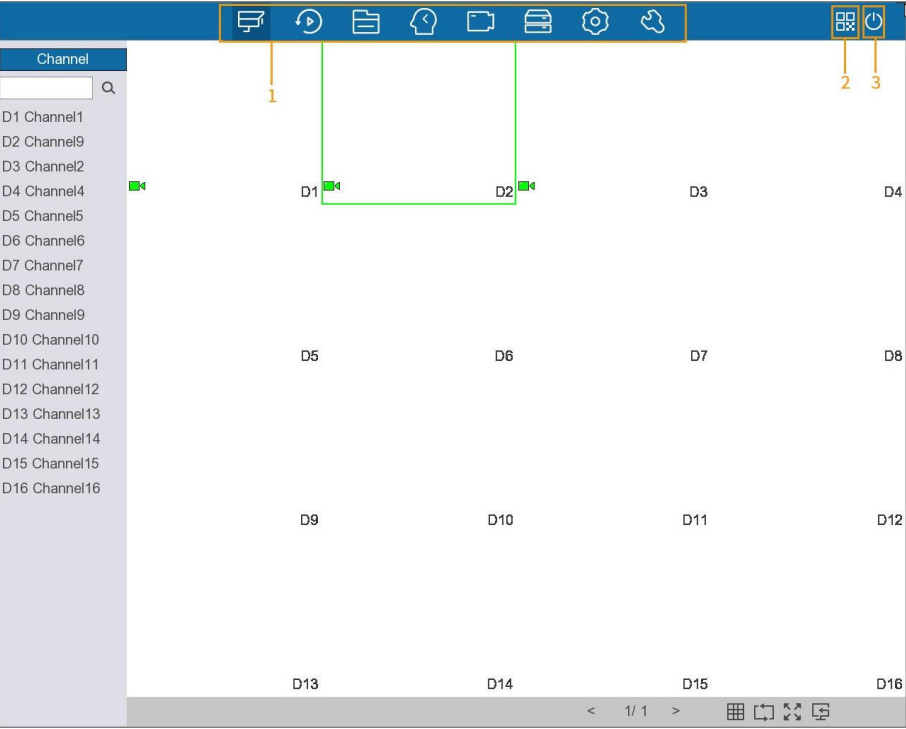 1
2
3
Channel
D1 Channel1
D2 Channel9
D3 Channel2
D4 Channel4
D5 Channel5
D6 Channel6
D7 Channel7
D8 Channel8
D9 Channel9
D10 Channel10
D11 Channel11
D12 Channel12
D13 Channel13
D14 Channel14
D15 Channel15
D16 Channel16
D1 D2 D3 D4
D5 D6 D7 D8
D9 D10 D11 D12
D13 D14 D15 D16
< 1/ 1 >